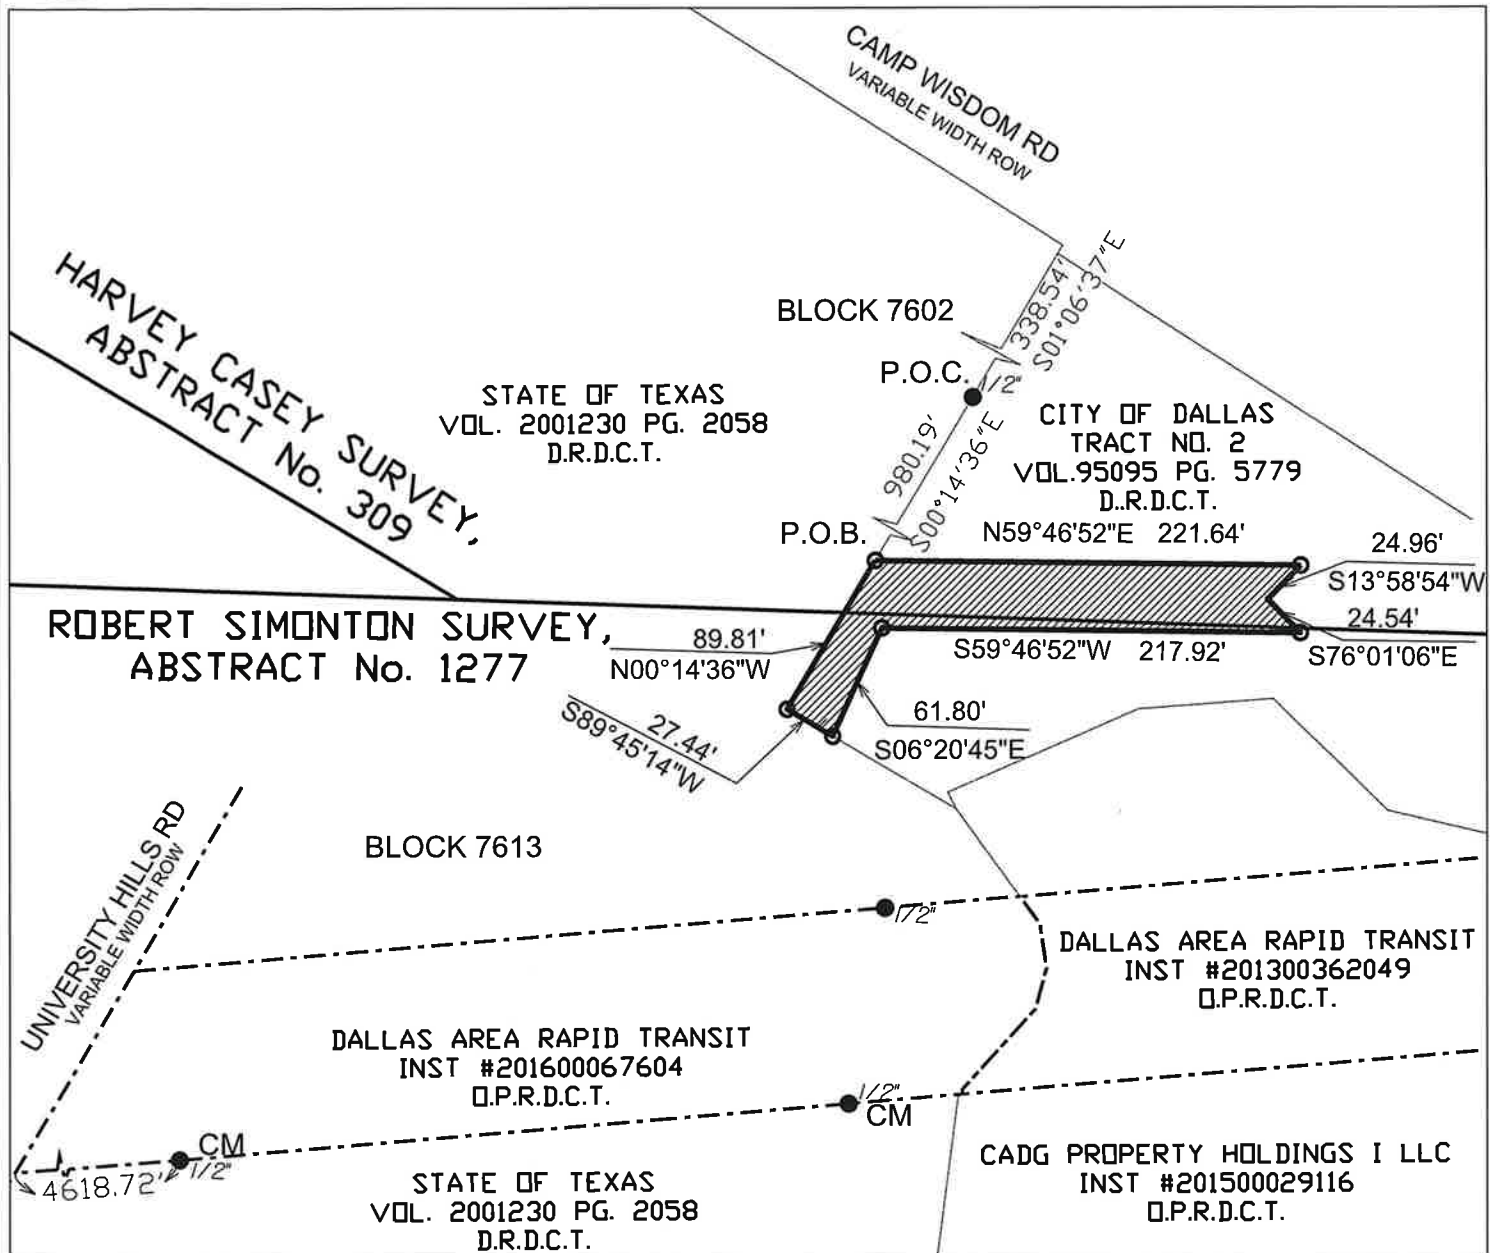 CAMP WISDOM RD
VARIABLE WIDTH ROW
HARVEY CASEY SURVEY,
ABSTRACT No. 309
BLOCK 7602
338.54'
S01°06'37"E
P.O.C.
1/2"
STATE OF TEXAS
VOL. 2001230 PG. 2058
D.R.D.C.T.
CITY OF DALLAS
TRACT NO. 2
VOL.95095 PG. 5779
D..R.D.C.T.
980.19'
S00°14'36"E
P.O.B.
N59°46'52"E 221.64'
24.96'
S13°58'54"W
24.54'
S76°01'06"E
ROBERT SIMONTON SURVEY,
ABSTRACT No. 1277
89.81'
N00°14'36"W
S59°46'52"W 217.92'
27.44'
S89°45'14"W
61.80'
S06°20'45"E
UNIVERSITY HILLS RD
VARIABLE WIDTH ROW
BLOCK 7613
1/2"
DALLAS AREA RAPID TRANSIT
INST #201300362049
O.P.R.D.C.T.
DALLAS AREA RAPID TRANSIT
INST #201600067604
O.P.R.D.C.T.
1/2"
CM
CM
1/2"
4618.72'
STATE OF TEXAS
VOL. 2001230 PG. 2058
D.R.D.C.T.
CADG PROPERTY HOLDINGS I LLC
INST #201500029116
O.P.R.D.C.T.